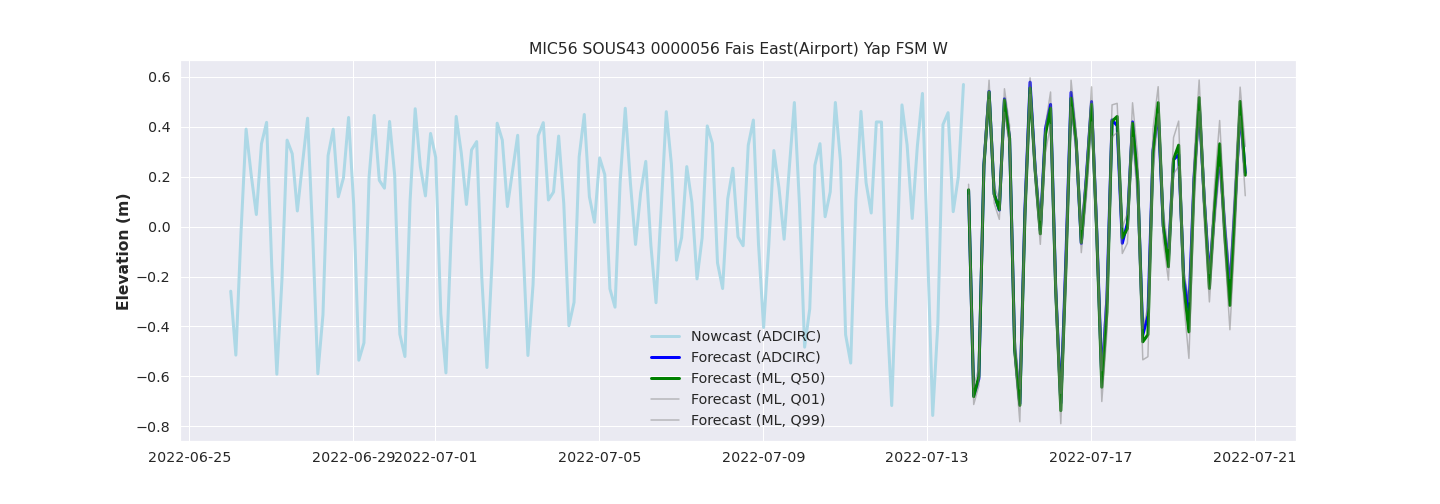 MIC56 SOUS43 0000056 Fais East(Airport) Yap FSM W
Elevation (m)
0.6
0.4
0.2
0.0
−0.2
−0.4
−0.6
−0.8
Nowcast (ADCIRC)
Forecast (ADCIRC)
Forecast (ML, Q50)
Forecast (ML, Q01)
Forecast (ML, Q99)
2022-06-25 2022-06-29 2022-07-01 2022-07-05 2022-07-09 2022-07-13 2022-07-17 2022-07-21